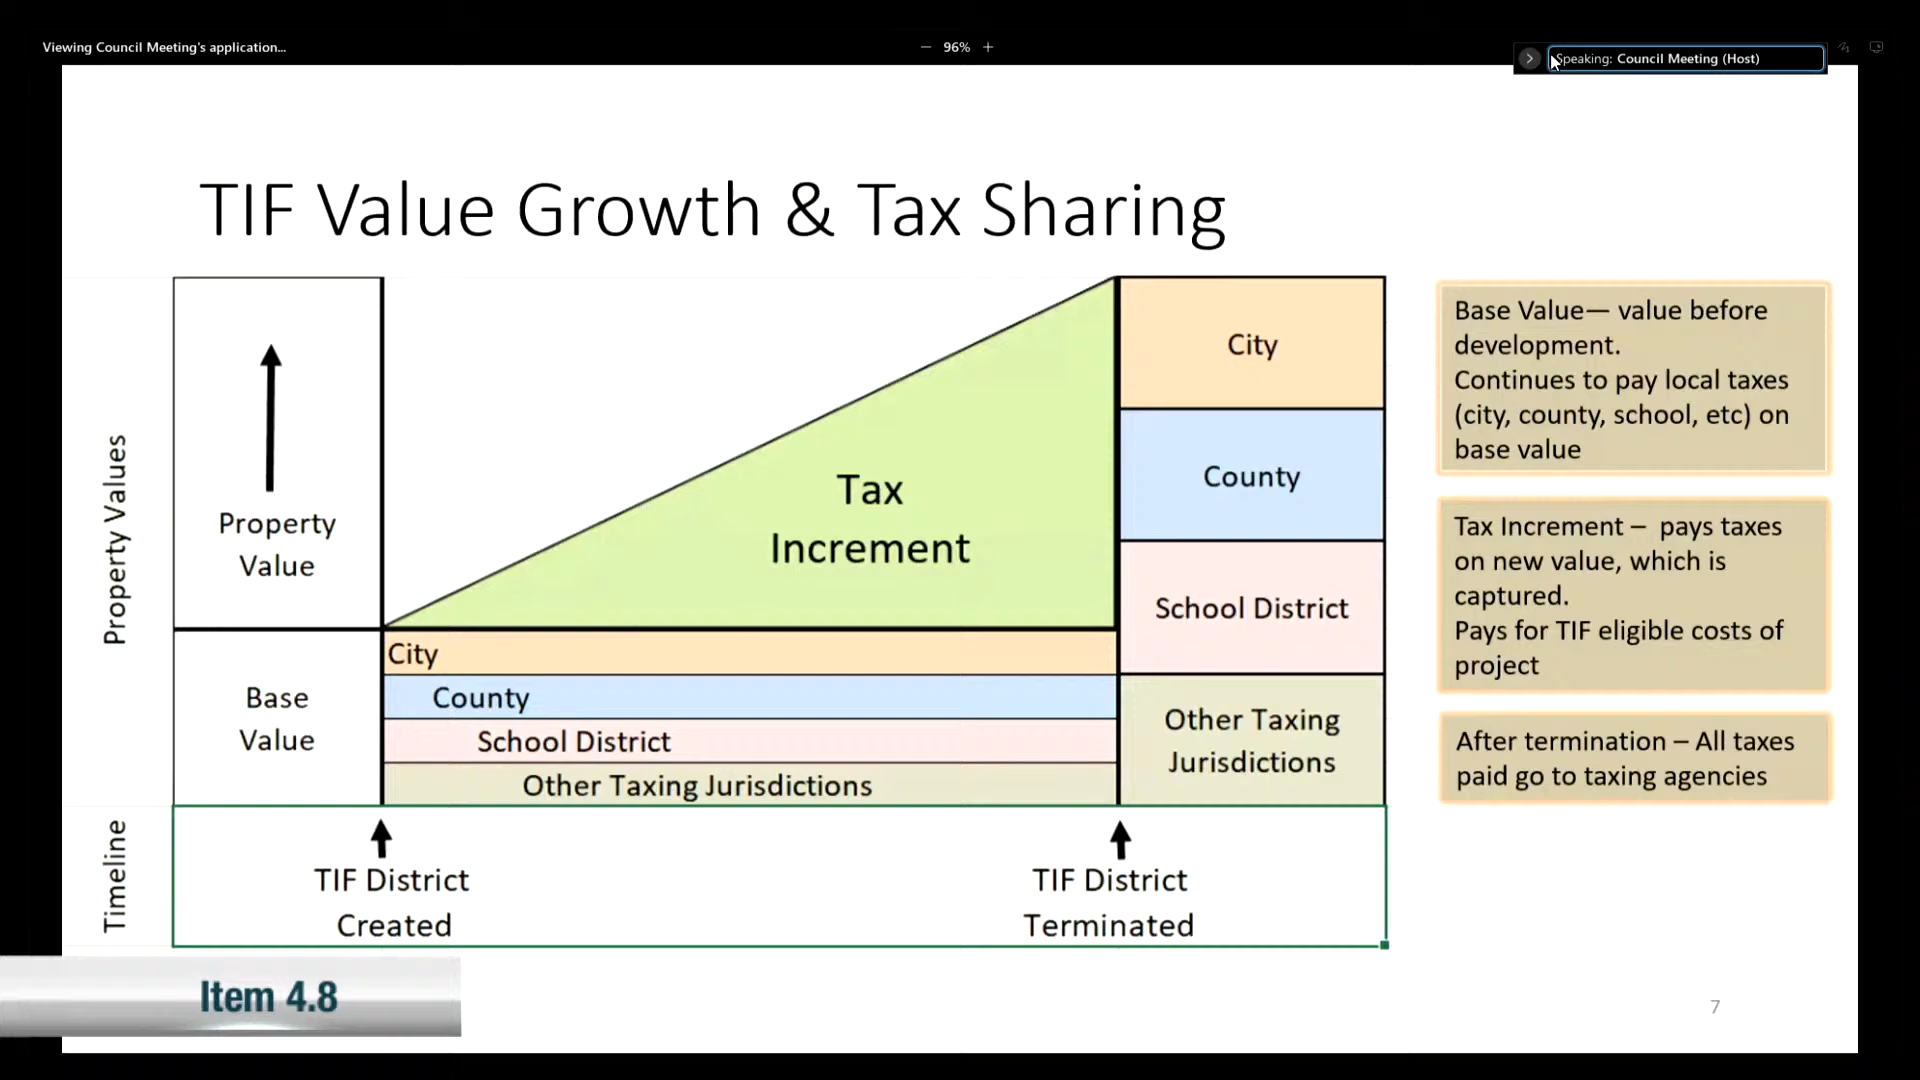 Viewing Council Meeting's application...
96%
Speaking: Council Meeting (Host)
TIF Value Growth & Tax Sharing
Property Values
Property
Value
Base
Value
Tax
Increment
City
County
School District
Other Taxing Jurisdictions
City
County
School District
Other Taxing
Jurisdictions
Timeline
TIF District
Created
TIF District
Terminated
Base Value— value before
development.
Continues to pay local taxes
(city, county, school, etc) on
base value
Tax Increment – pays taxes
on new value, which is
captured.
Pays for TIF eligible costs of
project
After termination – All taxes
paid go to taxing agencies
Item 4.8
7